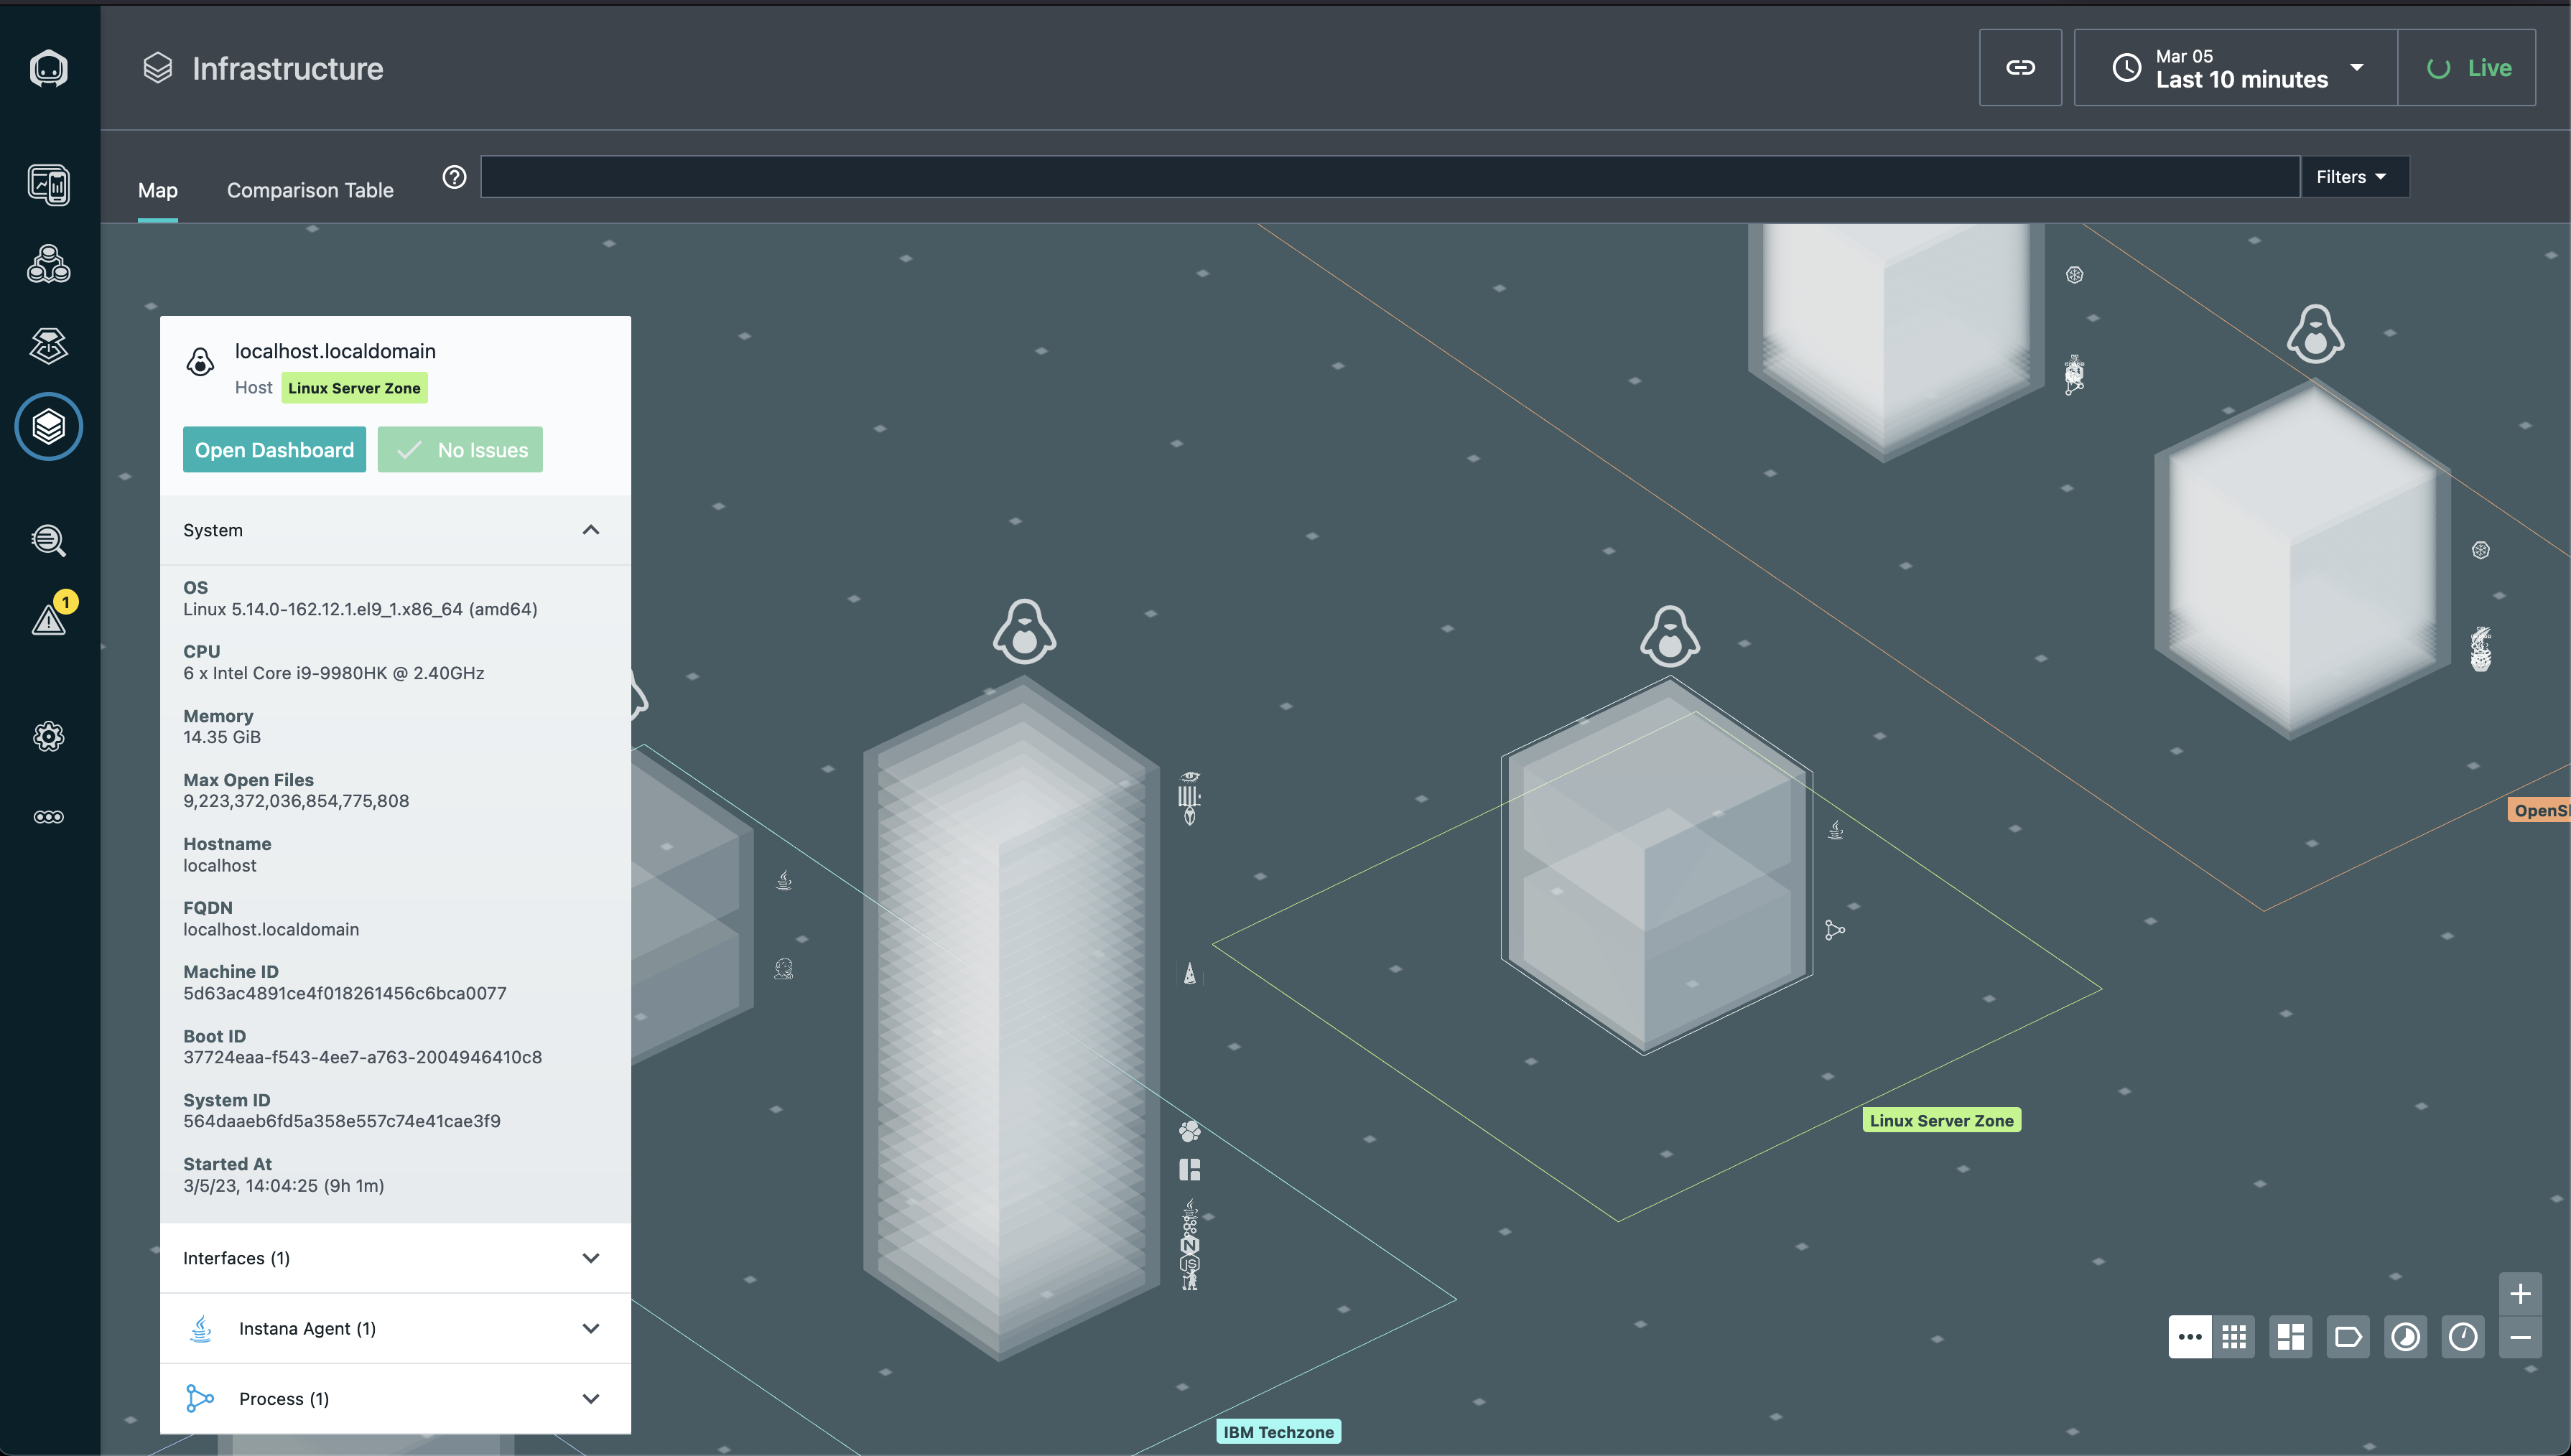 Infrastructure
Mar 05
Last 10 minutes
Live
Map
Comparison Table
Filters
localhost.localdomain
Host
Linux Server Zone
Open Dashboard
No Issues
System
OS
Linux 5.14.0-162.12.1.el9_1.x86_64 (amd64)
CPU
6 x Intel Core i9-9980HK @ 2.40GHz
Memory
14.35 GiB
Max Open Files
9,223,372,036,854,775,808
Hostname
localhost
FQDN
localhost.localdomain
Machine ID
5d63ac4891ce4f018261456c6bca0077
Boot ID
37724eaa-f543-4ee7-a763-2004946410c8
System ID
564daaeb6fd5a358e557c74e41cae3f9
Started At
3/5/23, 14:04:25 (9h 1m)
Interfaces (1)
Instana Agent (1)
Process (1)
1
OpenSh
Linux Server Zone
IBM Techzone
N
JS